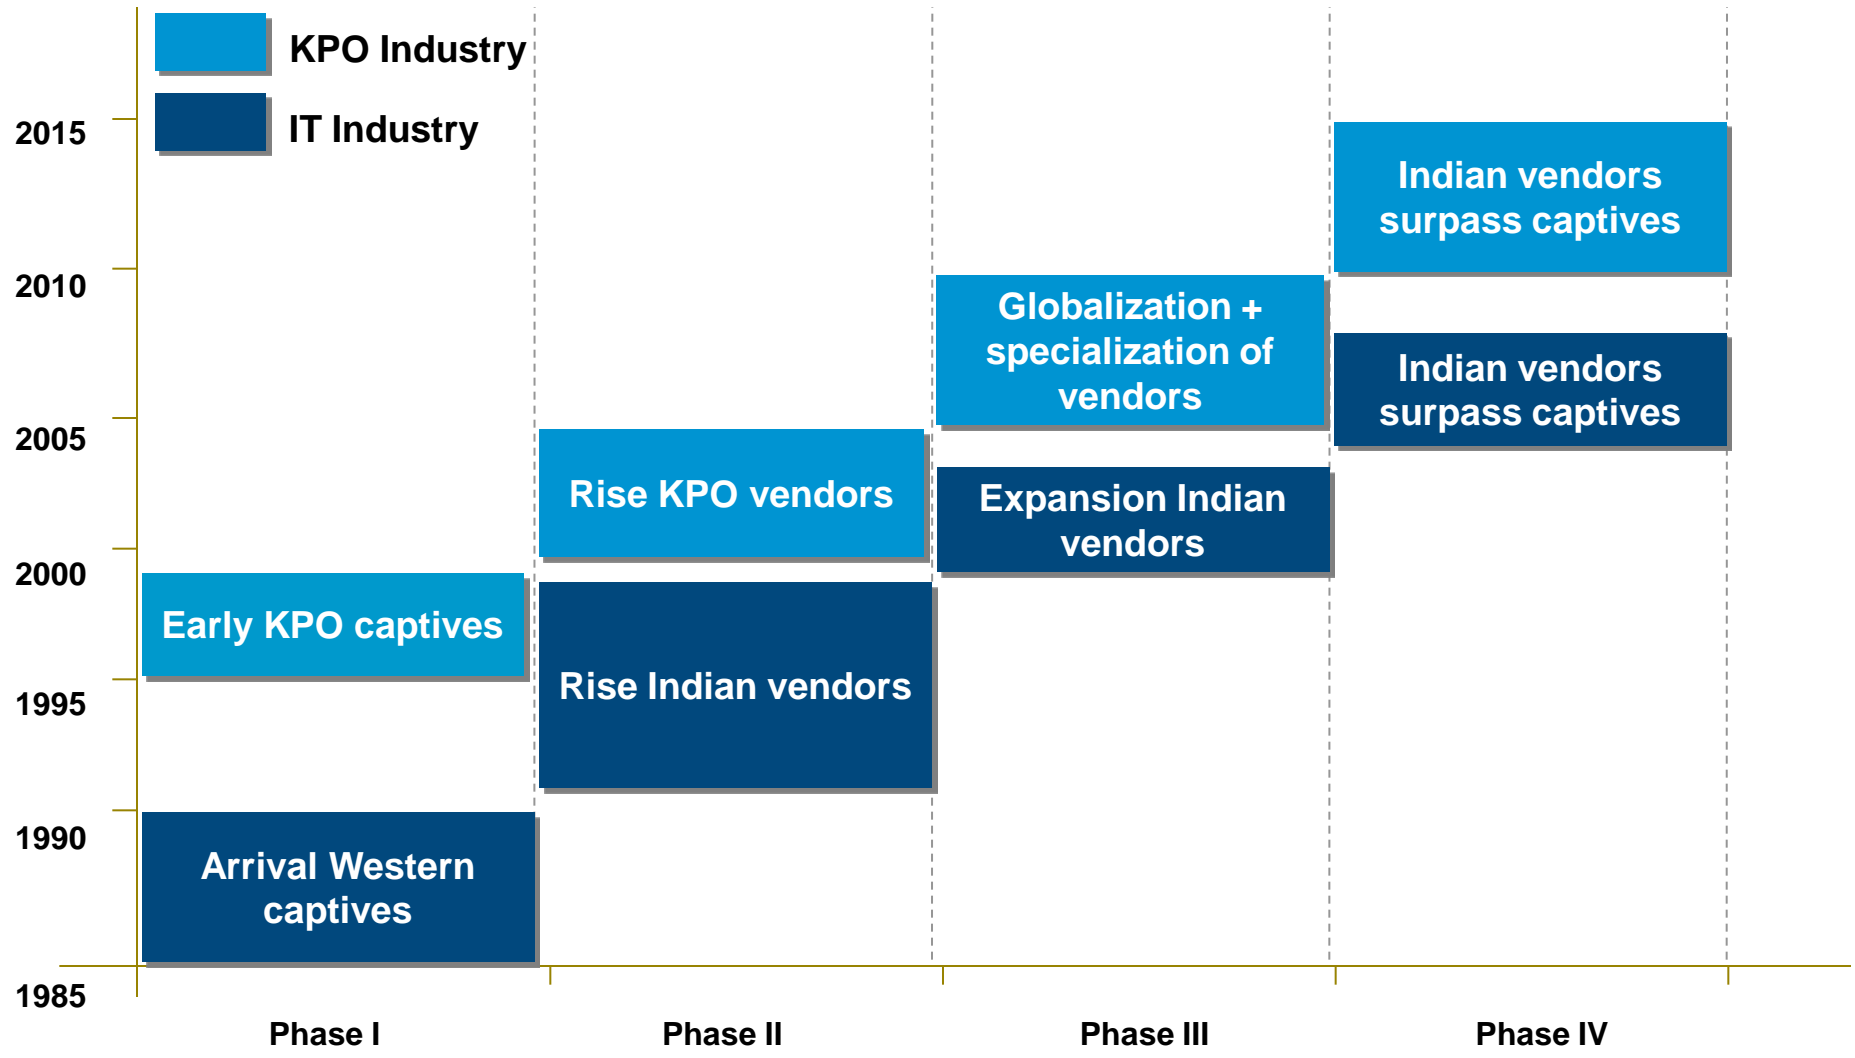 KPO Industry
IT Industry
2015
2010
2005
2000
1995
1990
1985
Indian vendors
surpass captives
Globalization +
specialization of
vendors
Indian vendors
surpass captives
Rise KPO vendors
Expansion Indian
vendors
Early KPO captives
Rise Indian vendors
Arrival Western
captives
Phase I
Phase II
Phase III
Phase IV